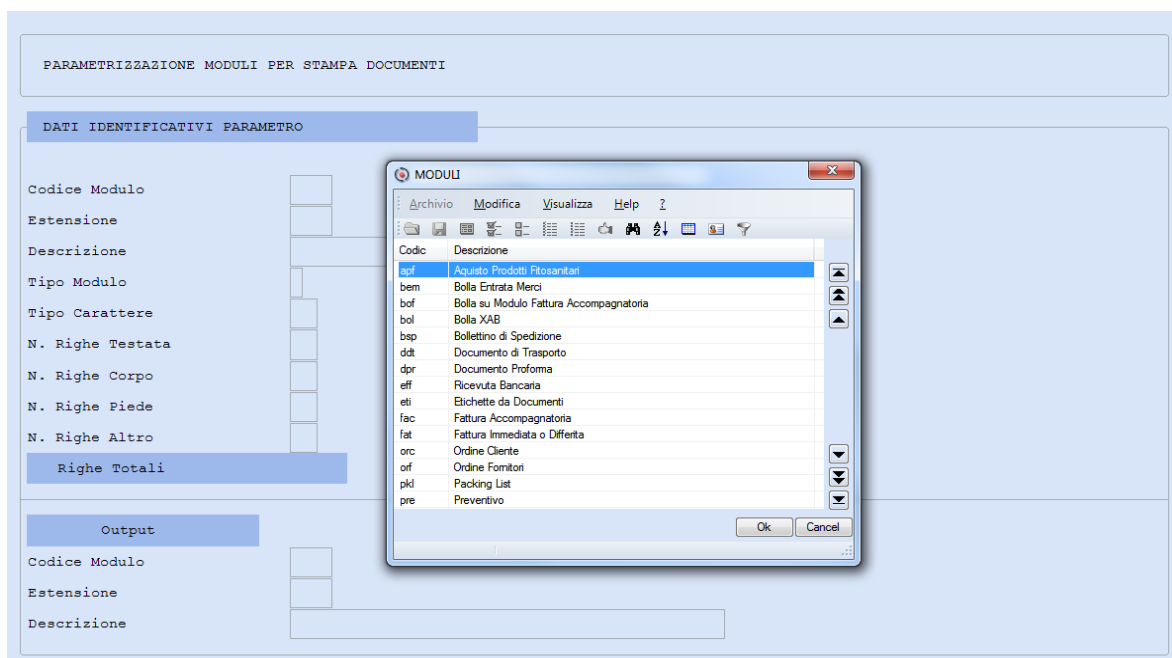 PARAMETRIZZAZIONE MODULI PER STAMPA DOCUMENTI
DATI IDENTIFICATIVI PARAMETRO
Codice Modulo
Estensione
Descrizione
Tipo Modulo
Tipo Carattere
N. Righe Testata
N. Righe Corpo
N. Righe Piede
N. Righe Altro
Righe Totali
Output
Codice Modulo
Estensione
Descrizione
MODULI
Archivio Modifica Visualizza Help ?
Codic Descrizione
apf Aquisto Prodotti Fitosanitari
bem Bolla Entrata Merci
bof Bolla su Modulo Fattura Accompagnatoria
bol Bolla XAB
bsp Bollettino di Spedizione
ddt Documento di Trasporto
dpr Documento Proforma
eff Ricevuta Bancaria
eti Etichette da Documenti
fac Fattura Accompagnatoria
fat Fattura Immediata o Differita
orc Ordine Cliente
orf Ordine Fornitori
pkl Packing List
pre Preventivo
Ok Cancel